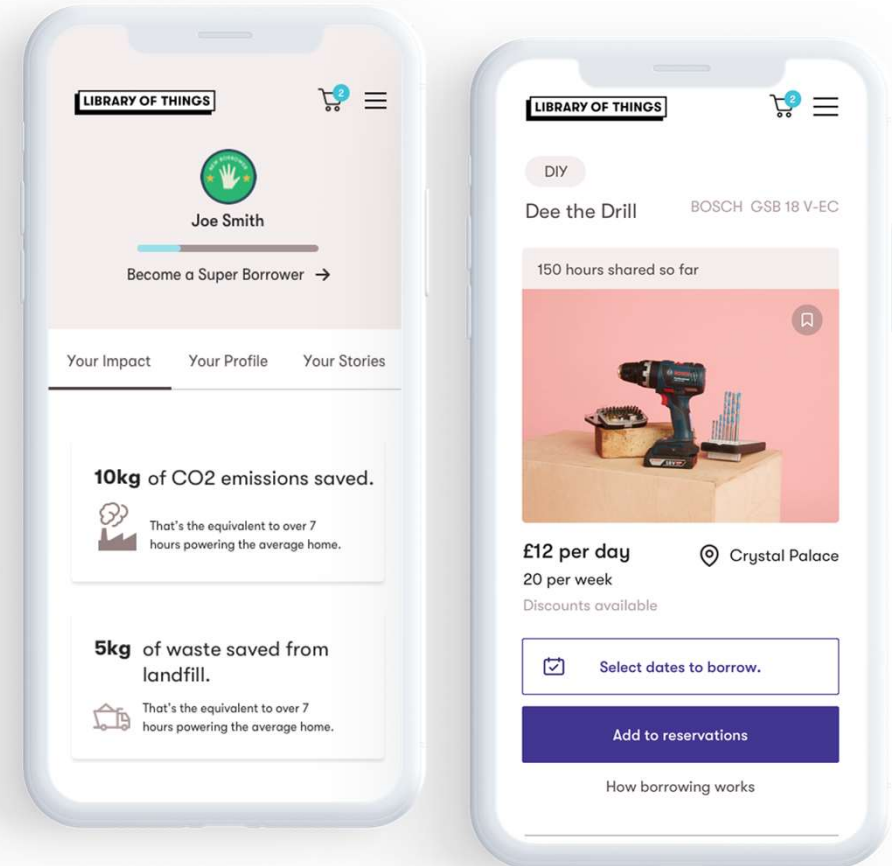 LIBRARY OF THINGS
2
Joe Smith
Become a Super Borrower →
Your Impact Your Profile Your Stories
10kg of CO2 emissions saved.
That's the equivalent to over 7
hours powering the average home.
5kg of waste saved from
landfill.
That's the equivalent to over 7
hours powering the average home.
LIBRARY OF THINGS
2
DIY
Dee the Drill BOSCH GSB 18 V-EC
150 hours shared so far
£12 per day Crystal Palace
20 per week
Discounts available
Select dates to borrow.
Add to reservations
How borrowing works